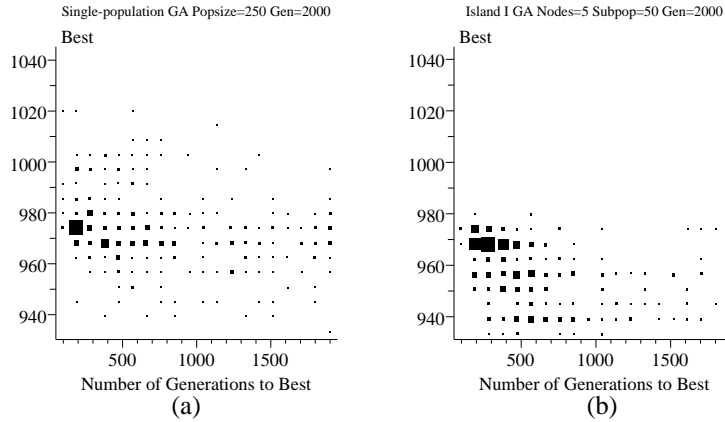 Single-population GA Popsize=250 Gen=2000
Best
1040
1020
1000
980
960
940
500
1000
1500
Number of Generations to Best
(a)
Island I GA Nodes=5 Subpop=50 Gen=2000
Best
1040
1020
1000
980
960
940
500
1000
1500
Number of Generations to Best
(b)